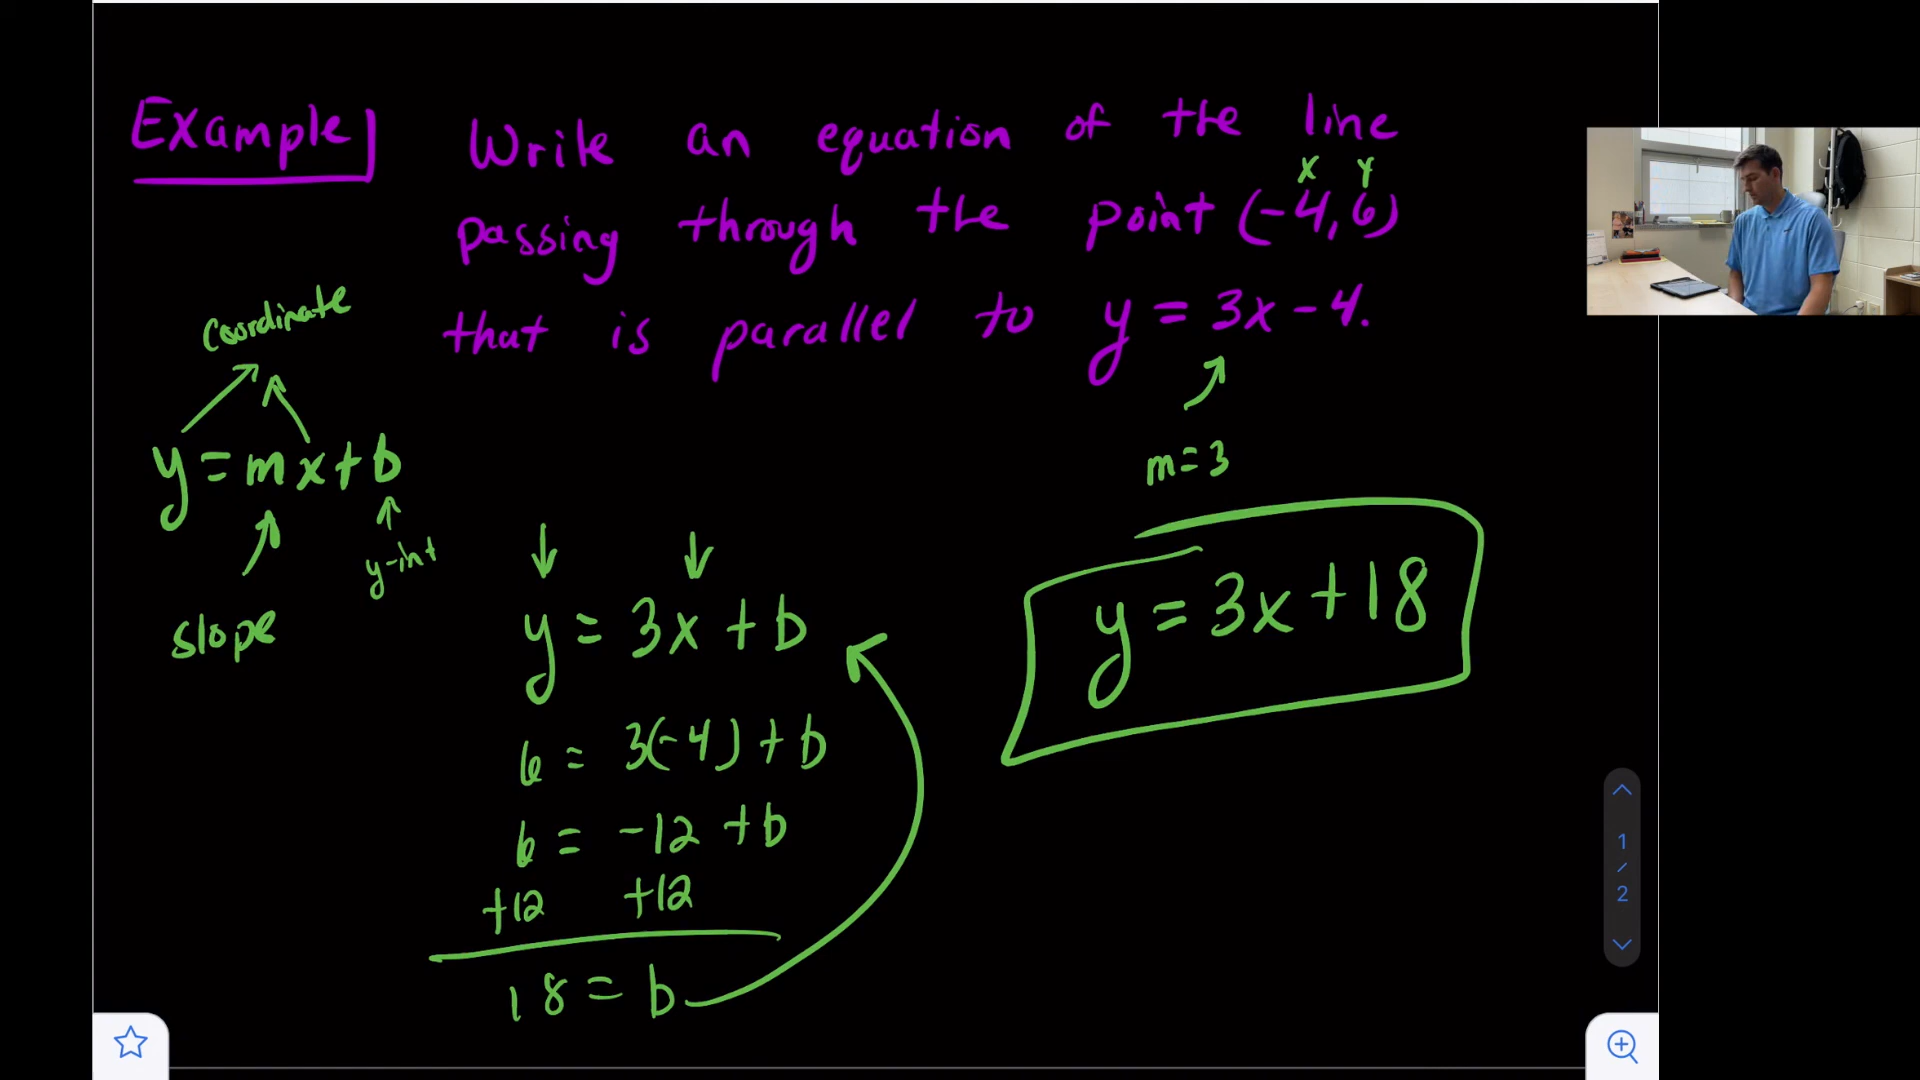 Example
Write an equation of the line
x y
passing through the point (-4, 6)
that is parallel to y = 3x - 4.
m = 3
Coordinate
y = mx + b
y-int
slope
y = 3x + b
6 = 3(-4) + b
6 = -12 + b
+12 +12
18 = b
y = 3x + 18
1
/
2